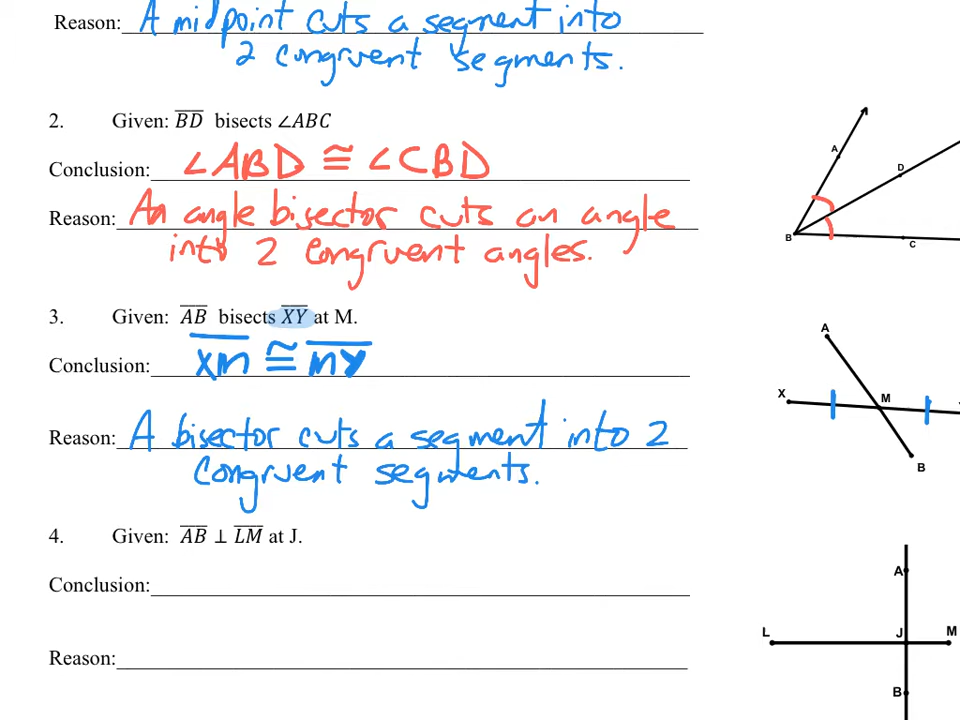 Reason: A midpoint cuts a segment into
2 congruent segments.
2. Given: BD bisects ∠ABC
Conclusion: ∠ABD ≅ ∠CBD
Reason: An angle bisector cuts an angle
into 2 congruent angles.
A
D
B
C
3. Given: AB bisects XY at M.
Conclusion: XM ≅ MY
Reason: A bisector cuts a segment into 2
congruent segments.
A
X
M
B
4. Given: AB ⊥ LM at J.
Conclusion:
Reason:
A
L
J
M
B